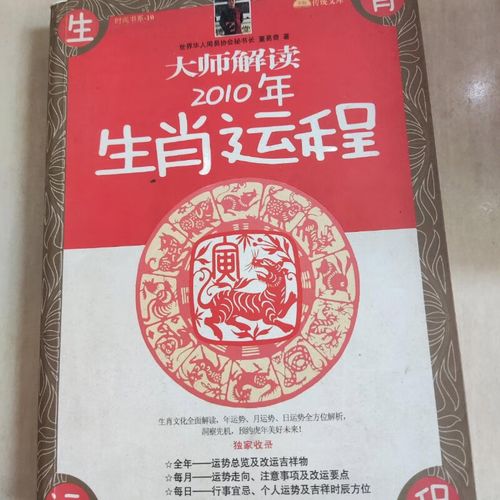 生
肖
时尚书系·10
传统文库
世界华人周易协会秘书长 董易奇 著
大师解读
2010年
生肖运程
寅
生肖文化全面解读，年运势、月运势、日运势全方位解析，
洞察先机，预约虎年美好未来！
独家收录
☆全年——运势总览及改运吉祥物
☆每月——运势走向、注意事项及改运要点
☆每日——行事宜忌、个人运势及吉祥时辰方位
运
程